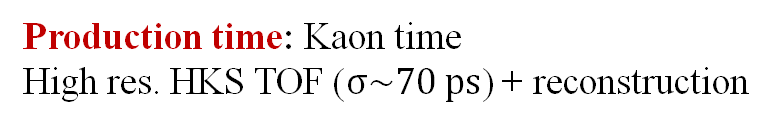 Production time: Kaon time
High res. HKS TOF (σ~70 ps) + reconstruction